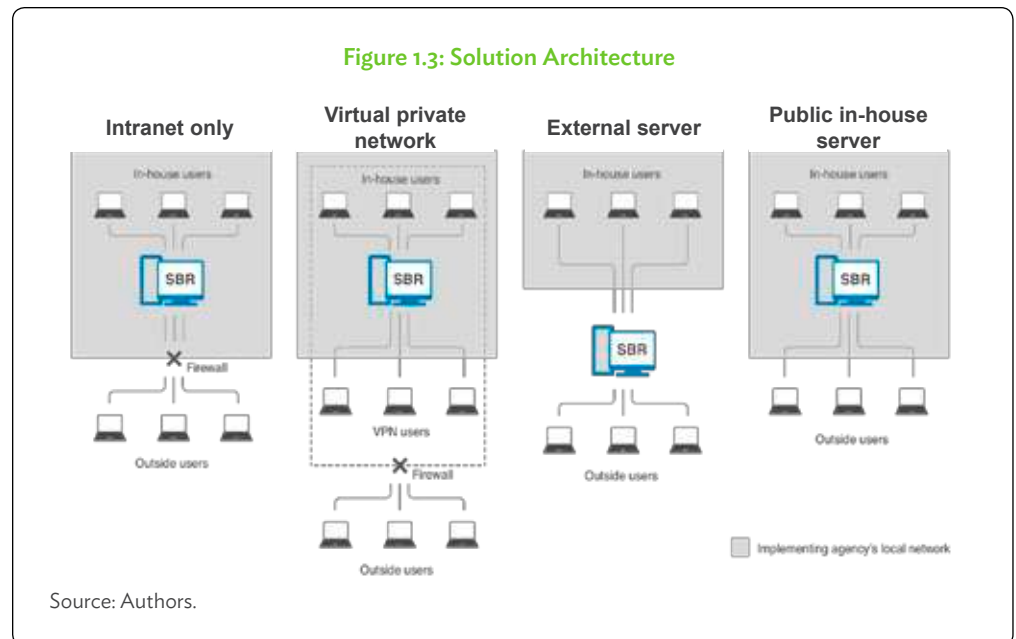 Figure 1.3: Solution Architecture
Intranet only
In-house users
SBR
Firewall
Outside users
Virtual private
network
In-house users
SBR
VPN users
Firewall
Outside users
External server
In-house users
SBR
Outside users
Public in-house
server
In-house users
SBR
Outside users
Implementing agency's local network
Source: Authors.